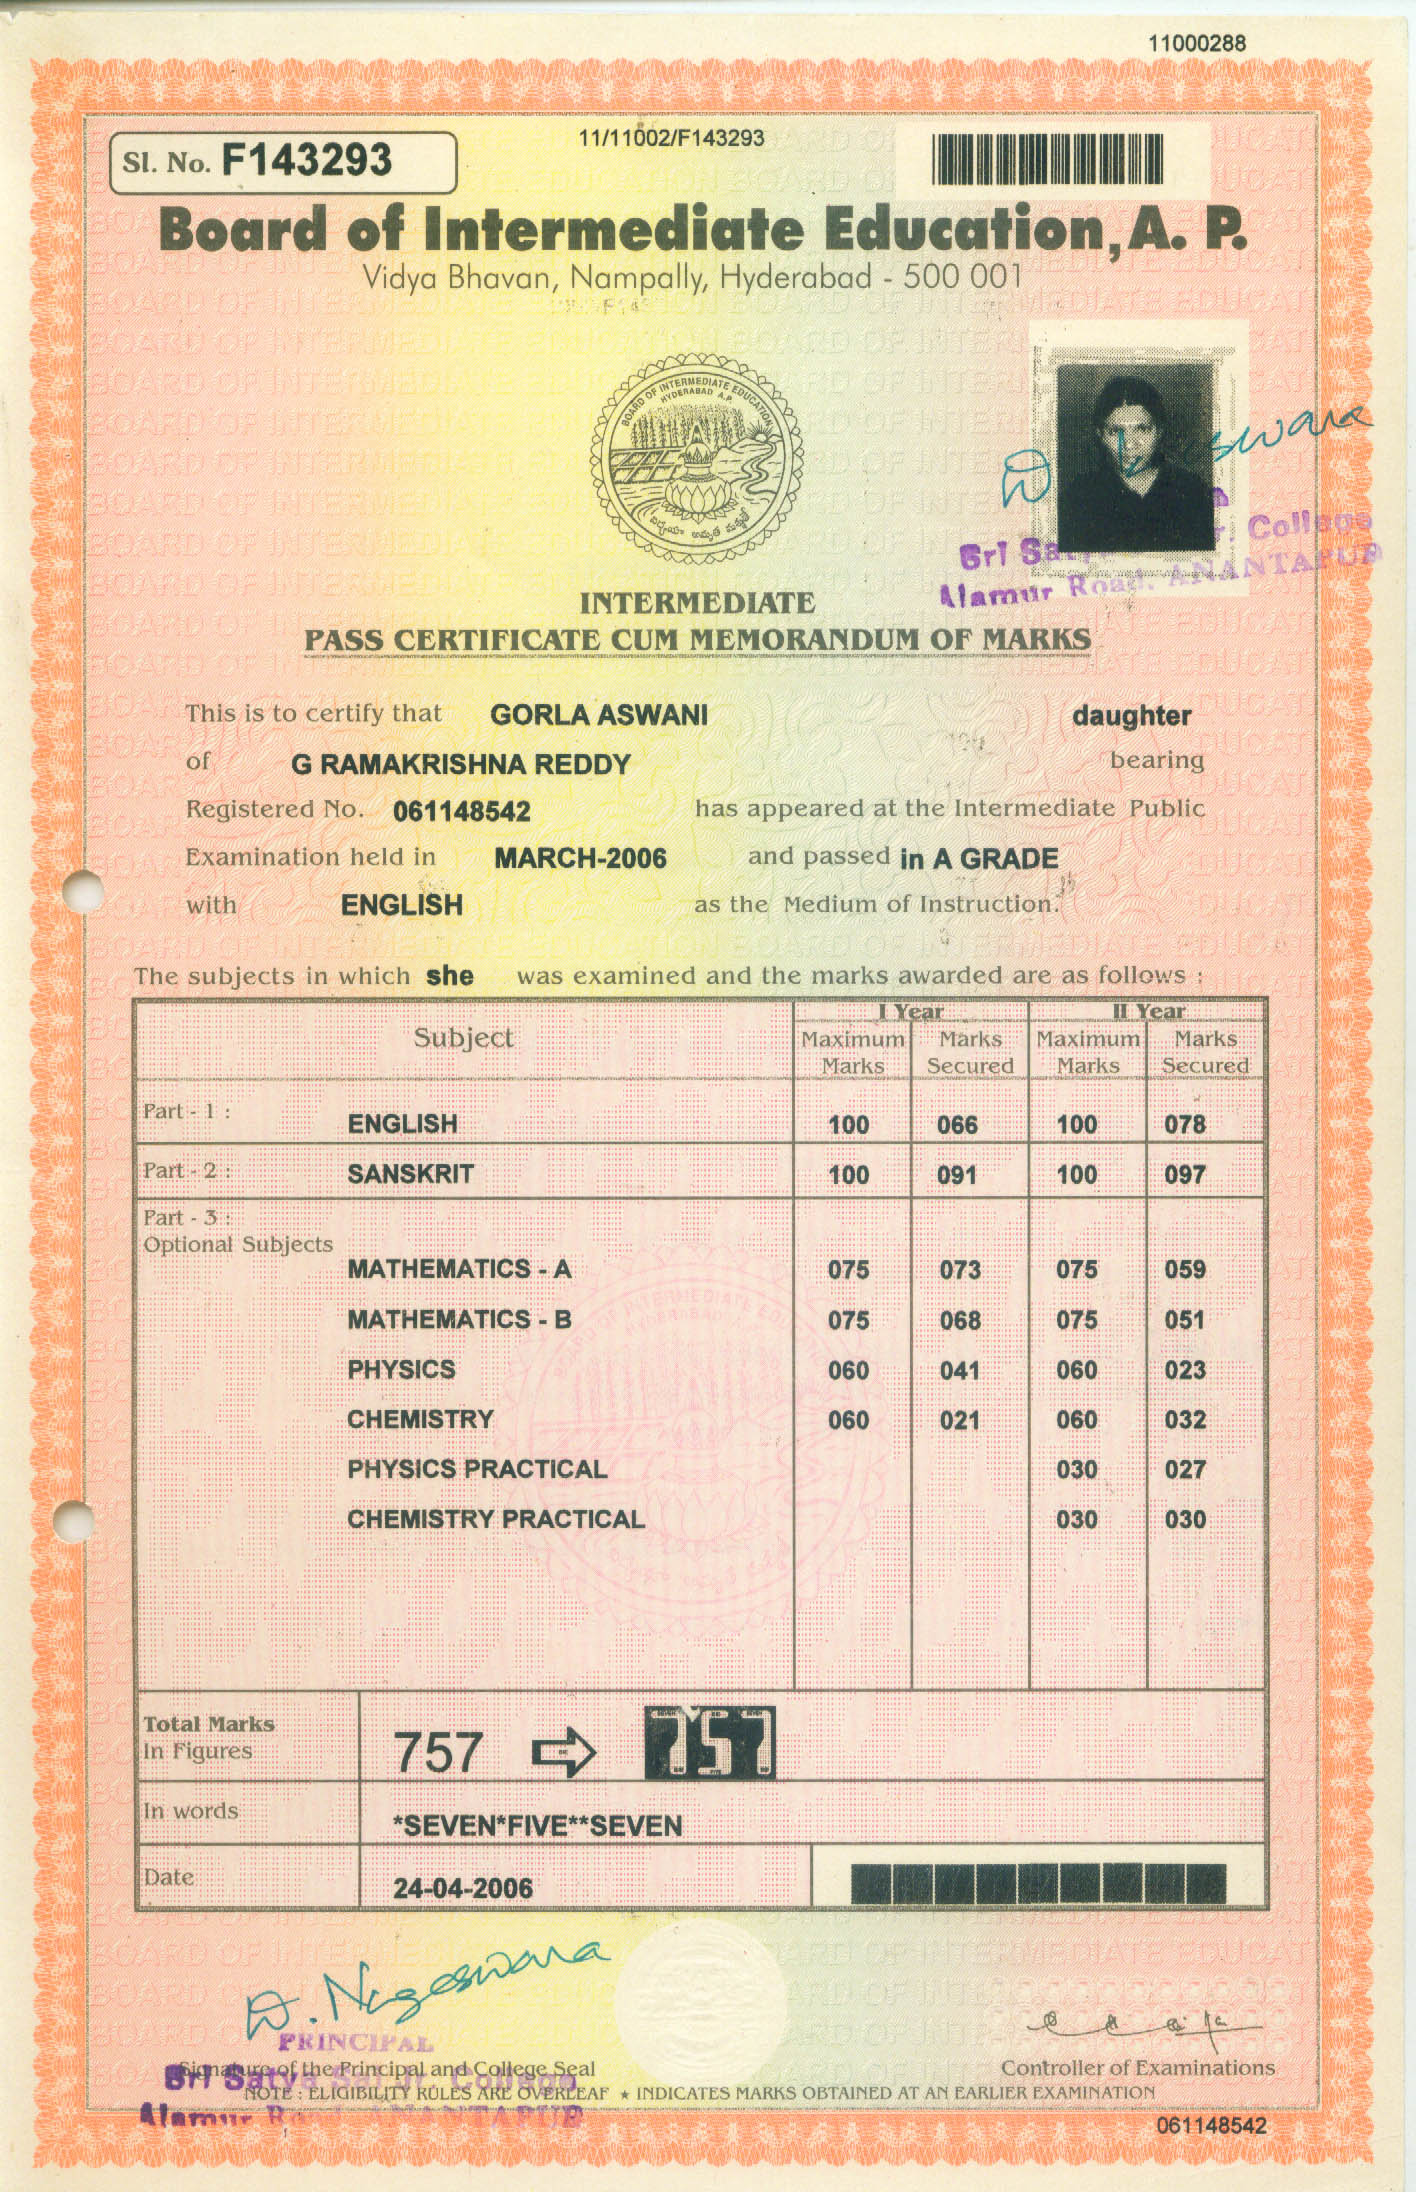 11000288
Sl. No. F143293
11/11002/F143293
Board of Intermediate Education, A. P.
Vidya Bhavan, Nampally, Hyderabad - 500 001
BOARD OF INTERMEDIATE EDUCATION
HYDERABAD A.P.
D
swara
Sri r. College
Alamur Road, ANANTAPUR
INTERMEDIATE
PASS CERTIFICATE CUM MEMORANDUM OF MARKS
This is to certify that GORLA ASWANI daughter
of G RAMAKRISHNA REDDY bearing
Registered No. 061148542 has appeared at the Intermediate Public
Examination held in MARCH-2006 and passed in A GRADE
with ENGLISH as the Medium of Instruction.
The subjects in which she was examined and the marks awarded are as follows :
Subject I Year II Year
Maximum Marks Marks Secured Maximum Marks Marks Secured
Part - 1 : ENGLISH 100 066 100 078
Part - 2 : SANSKRIT 100 091 100 097
Part - 3 :
Optional Subjects
MATHEMATICS - A 075 073 075 059
MATHEMATICS - B 075 068 075 051
PHYSICS 060 041 060 023
CHEMISTRY 060 021 060 032
PHYSICS PRACTICAL 030 027
CHEMISTRY PRACTICAL 030 030
Total Marks
In Figures 757 757
In words *SEVEN*FIVE**SEVEN
Date 24-04-2006
D. Nageswara
PRINCIPAL
Signature of the Principal and College Seal Controller of Examinations
Sri Satya College
NOTE : ELIGIBILITY RULES ARE OVERLEAF ★ INDICATES MARKS OBTAINED AT AN EARLIER EXAMINATION
Alamur ANANTAPUR
061148542